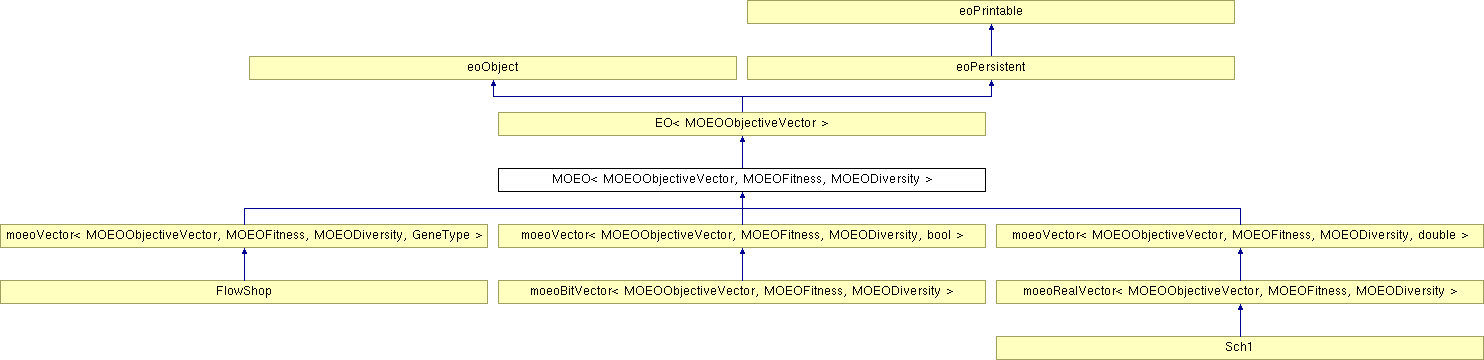 eoPrintable
eoObject
eoPersistent
EO< MOEOObjectiveVector >
MOEO< MOEOObjectiveVector, MOEOFitness, MOEODiversity >
moeoVector< MOEOObjectiveVector, MOEOFitness, MOEODiversity, GeneType >
moeoVector< MOEOObjectiveVector, MOEOFitness, MOEODiversity, bool >
moeoVector< MOEOObjectiveVector, MOEOFitness, MOEODiversity, double >
FlowShop
moeoBitVector< MOEOObjectiveVector, MOEOFitness, MOEODiversity >
moeoRealVector< MOEOObjectiveVector, MOEOFitness, MOEODiversity >
Sch1